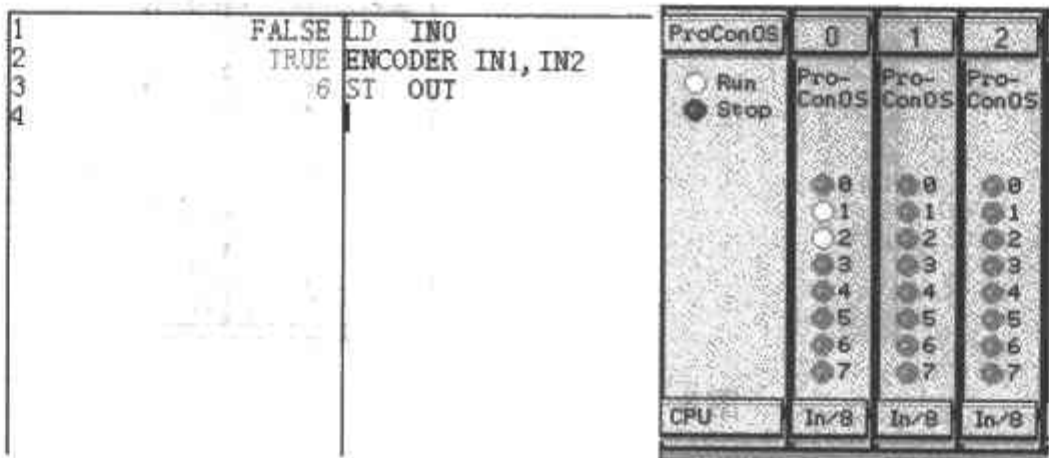 1 FALSE LD IN0
2 TRUE ENCODER IN1,IN2
3 6 ST OUT
4
ProConOS 0 1 2
Run
Stop
Pro-ConOS Pro-ConOS Pro-ConOS
0 0 0
1 1 1
2 2 2
3 3 3
4 4 4
5 5 5
6 6 6
7 7 7
CPU In/8 In/8 In/8